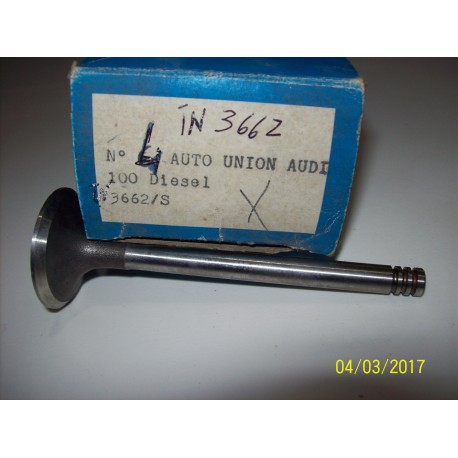 iN 3662
N° 4 AUTO UNION AUDI
100 Diesel
3662/S
X
04/03/2017